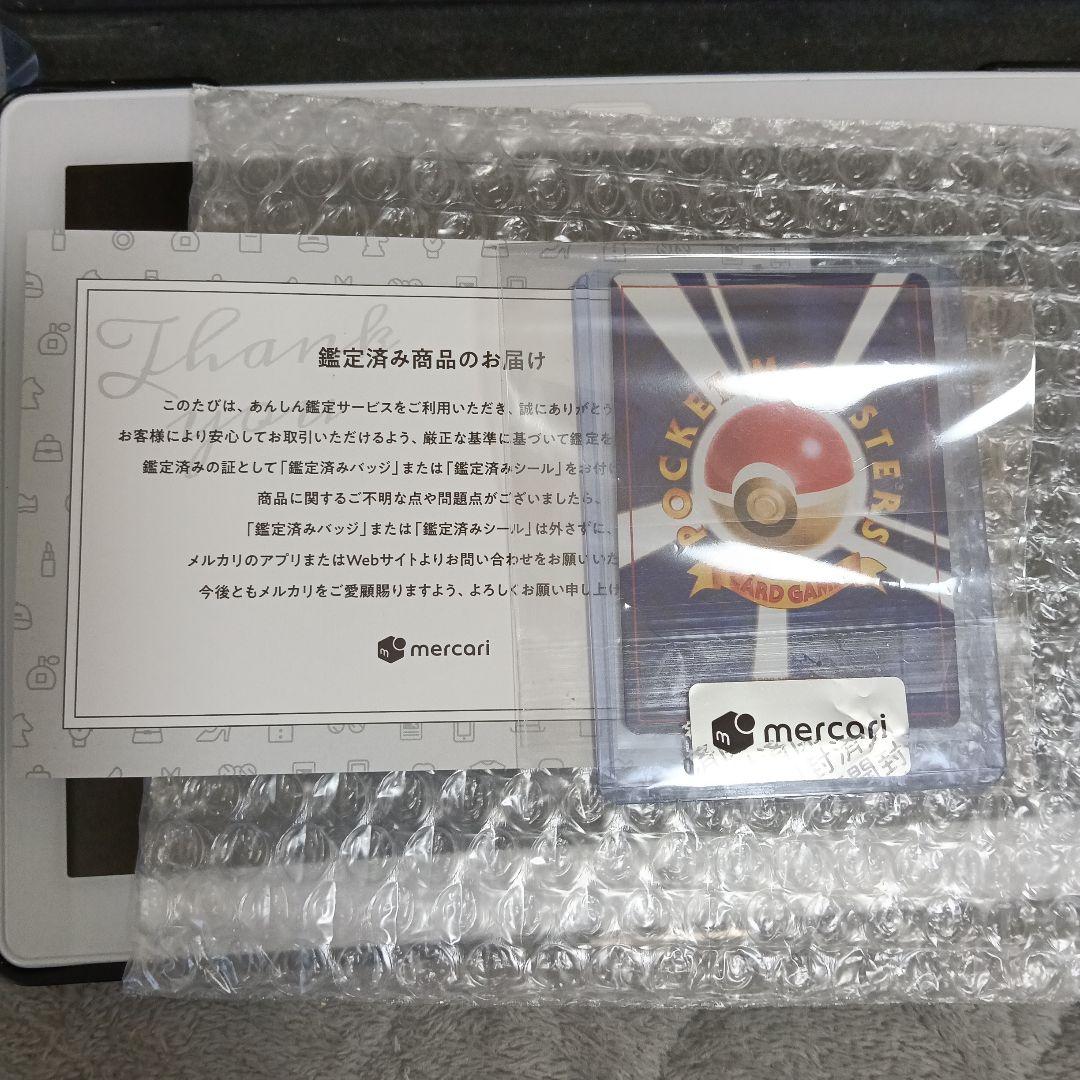 Thank
you
鑑定済み商品のお届け
このたびは、あんしん鑑定サービスをご利用いただき、誠にありがとう
お客様により安心してお取引いただけるよう、厳正な基準に基づいて鑑定を
鑑定済みの証として「鑑定済みバッジ」または「鑑定済みシール」をお付け
商品に関するご不明な点や問題点がございましたら、
「鑑定済みバッジ」または「鑑定済みシール」は外さずに、
メルカリのアプリまたはWebサイトよりお問い合わせをお願いいた
今後ともメルカリをご愛顧賜りますよう、よろしくお願い申し上げ
mercari
POCKET MONSTERS
CARD GAME
mercari
開封